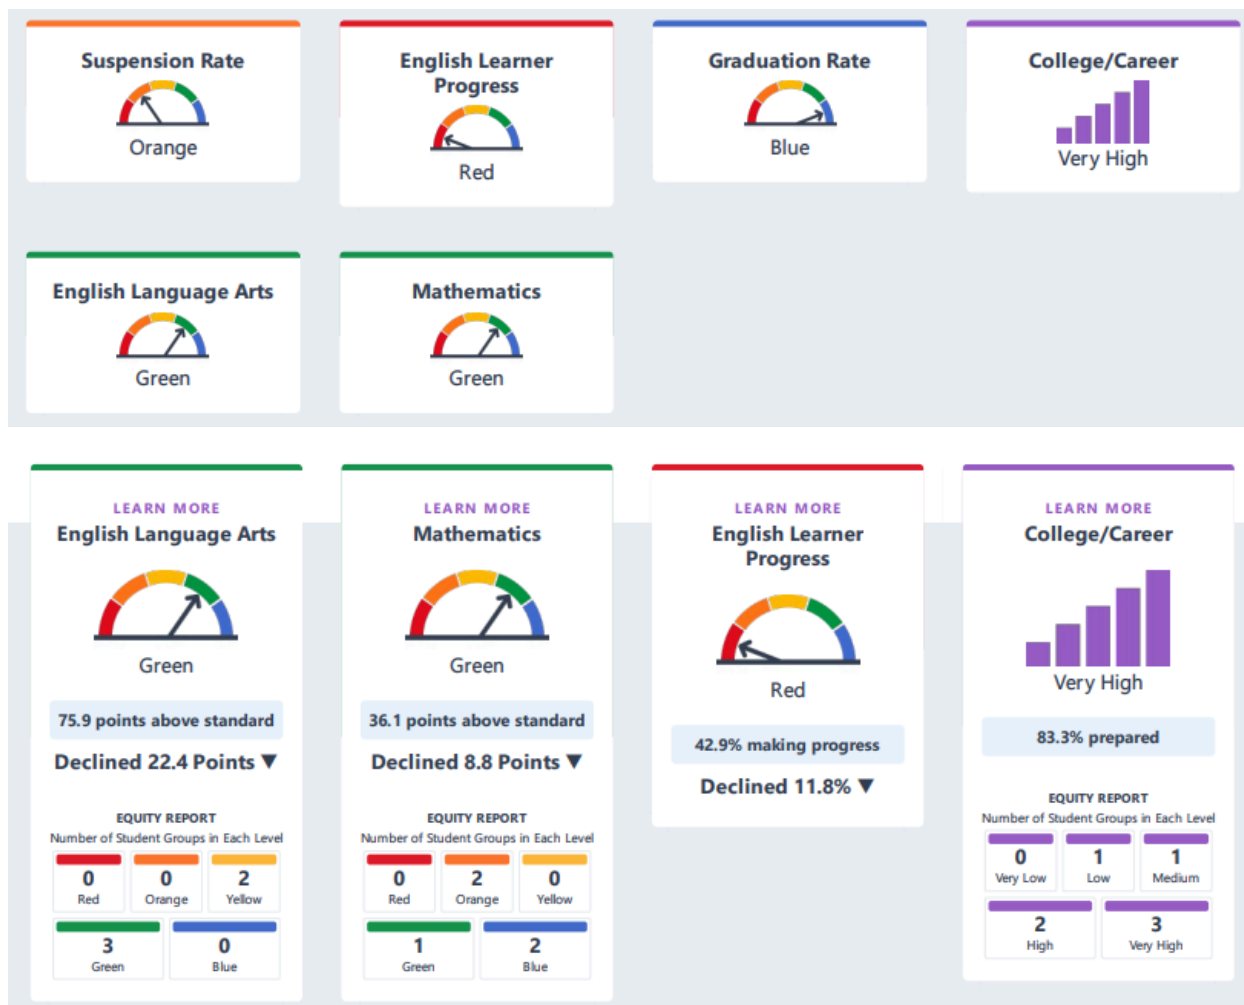 Suspension Rate
Orange
English Learner
Progress
Red
Graduation Rate
Blue
College/Career
Very High
English Language Arts
Green
Mathematics
Green
LEARN MORE
English Language Arts
Green
75.9 points above standard
Declined 22.4 Points ▼
EQUITY REPORT
Number of Student Groups in Each Level
0
Red
0
Orange
2
Yellow
3
Green
0
Blue
LEARN MORE
Mathematics
Green
36.1 points above standard
Declined 8.8 Points ▼
EQUITY REPORT
Number of Student Groups in Each Level
0
Red
2
Orange
0
Yellow
1
Green
2
Blue
LEARN MORE
English Learner
Progress
Red
42.9% making progress
Declined 11.8% ▼
LEARN MORE
College/Career
Very High
83.3% prepared
EQUITY REPORT
Number of Student Groups in Each Level
0
Very Low
1
Low
1
Medium
2
High
3
Very High